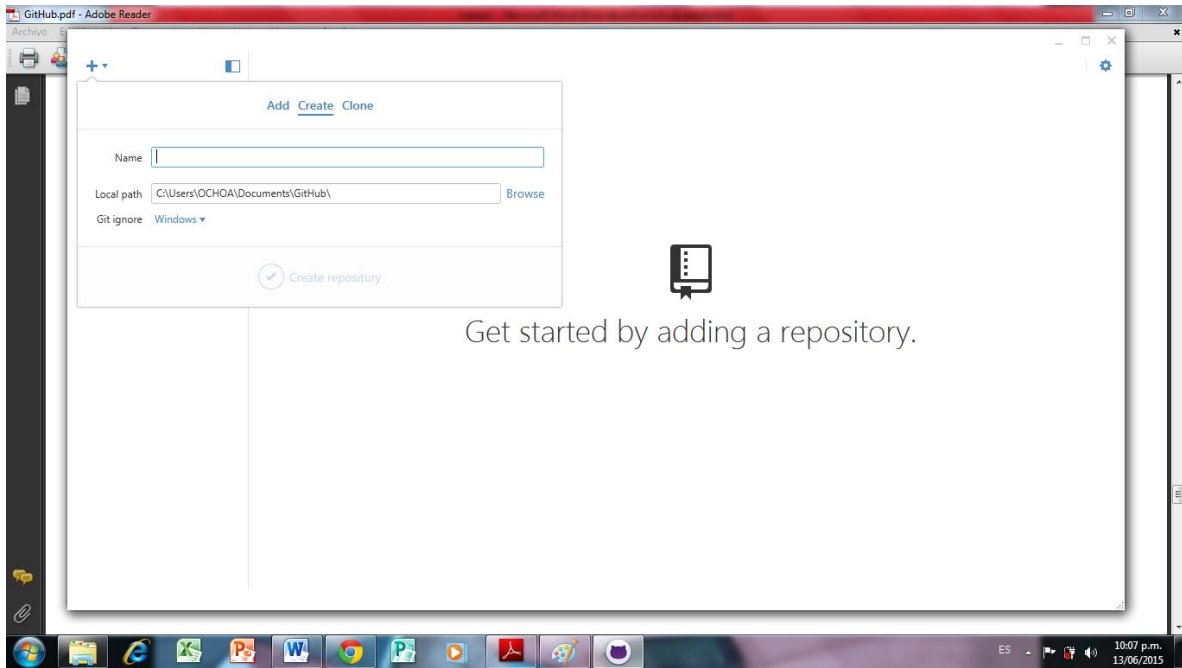 GitHub.pdf - Adobe Reader
Archivo
Add Create Clone
Name
Local path C:\Users\OCHOA\Documents\GitHub\ Browse
Git ignore Windows
Create repository
Get started by adding a repository.
ES
10:07 p.m.
13/06/2015